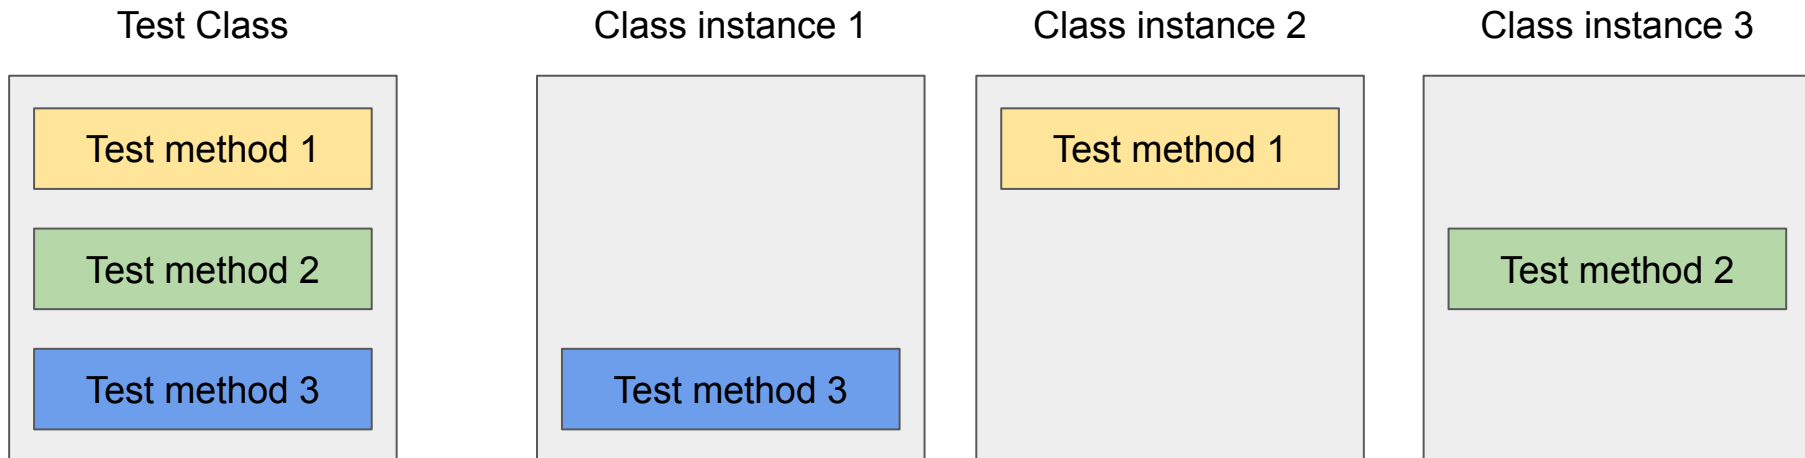 Test Class
Test method 1
Test method 2
Test method 3
Class instance 1
Test method 3
Class instance 2
Test method 1
Class instance 3
Test method 2